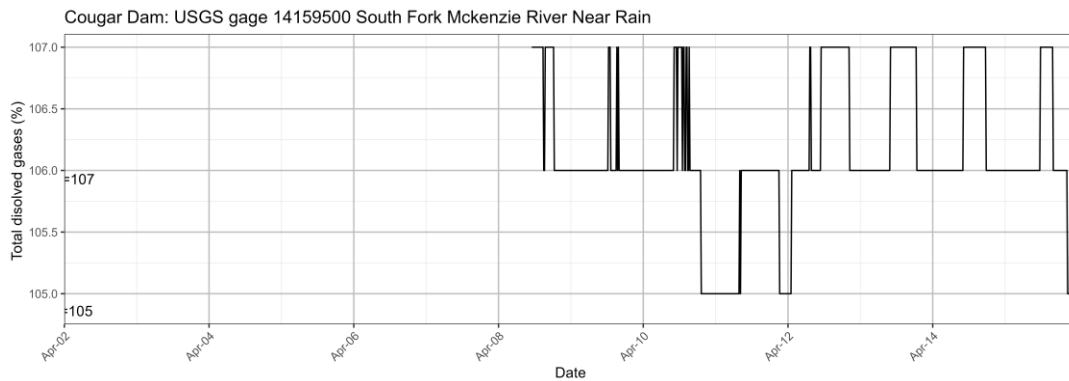 Cougar Dam: USGS gage 14159500 South Fork Mckenzie River Near Rain
Total disolved gases (%)
107.0
106.5
106.0
105.5
105.0
=107
=105
Apr-02
Apr-04
Apr-06
Apr-08
Apr-10
Apr-12
Apr-14
Date